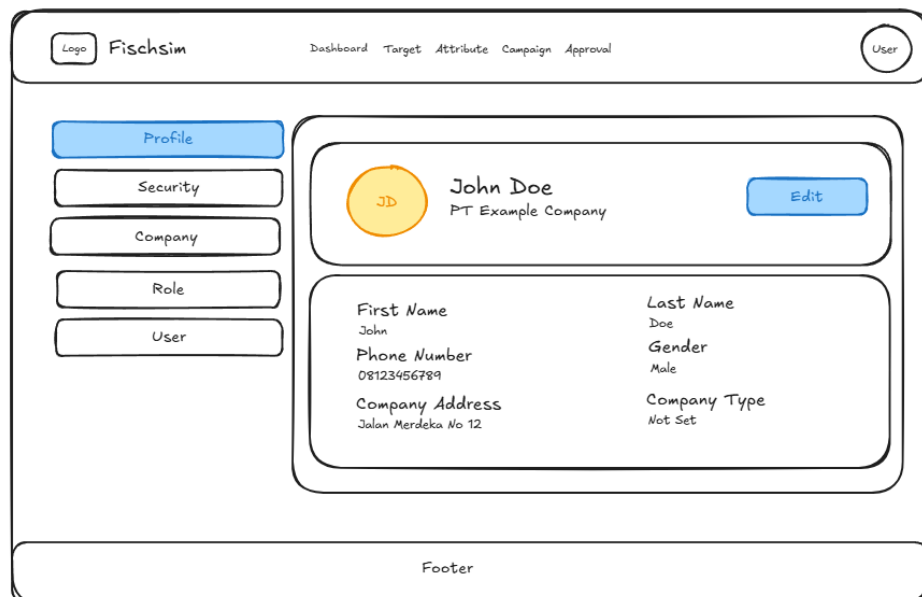 Logo
Fischsim
Dashboard Target Attribute Campaign Approval
User
Profile
Security
Company
Role
User
JD
John Doe
PT Example Company
Edit
First Name
John
Last Name
Doe
Phone Number
08123456789
Gender
Male
Company Address
Jalan Merdeka No 12
Company Type
Not Set
Footer